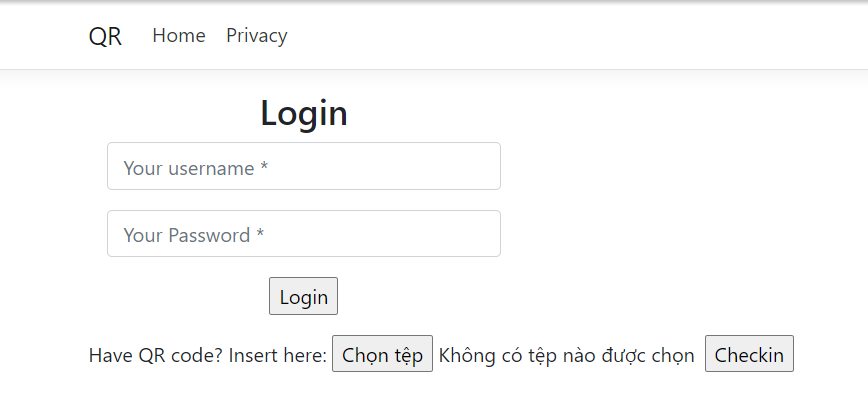 QR Home Privacy
Login
Your username *
Your Password *
Login
Have QR code? Insert here: Chọn tệp Không có tệp nào được chọn Checkin